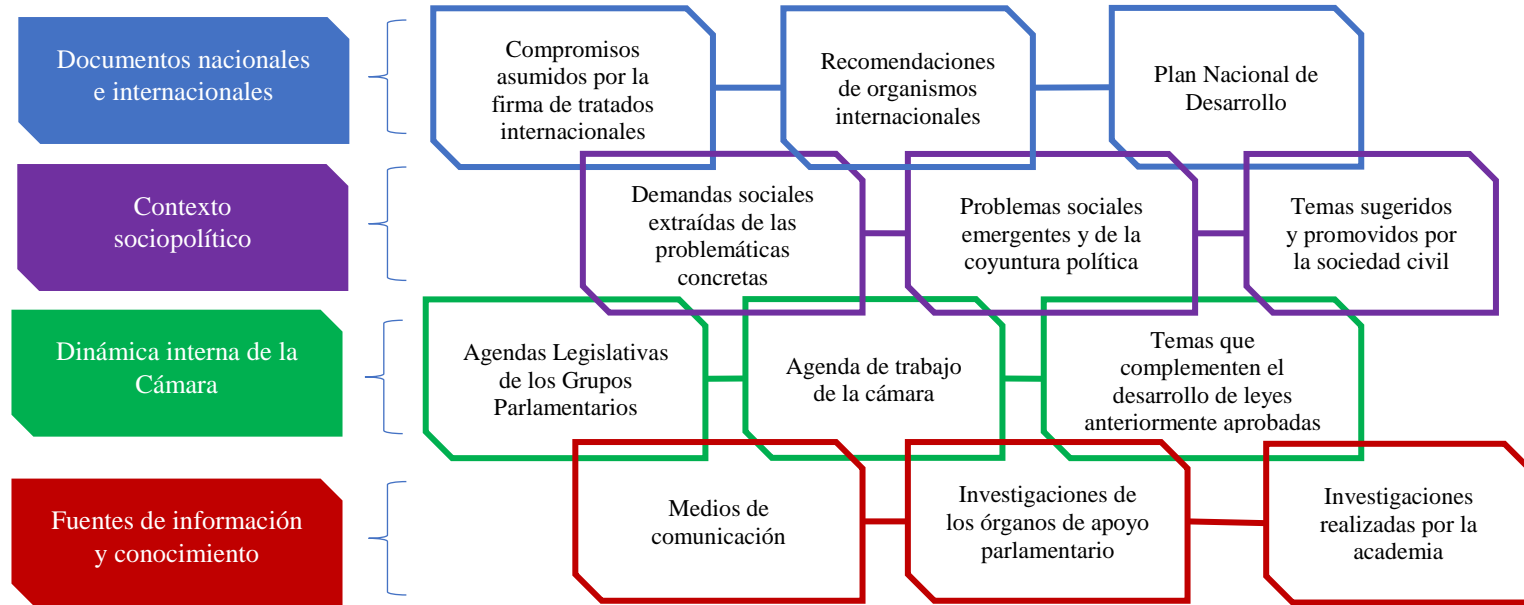 Documentos nacionales
e internacionales
Compromisos
asumidos por la
firma de tratados
internacionales
Recomendaciones
de organismos
internacionales
Plan Nacional de
Desarrollo
Contexto
sociopolítico
Demandas sociales
extraídas de las
problemáticas
concretas
Problemas sociales
emergentes y de la
coyuntura política
Temas sugeridos
y promovidos por
la sociedad civil
Dinámica interna de la
Cámara
Agendas Legislativas
de los Grupos
Parlamentarios
Agenda de trabajo
de la cámara
Temas que
complementen el
desarrollo de leyes
anteriormente aprobadas
Fuentes de información
y conocimiento
Medios de
comunicación
Investigaciones de
los órganos de apoyo
parlamentario
Investigaciones
realizadas por la
academia